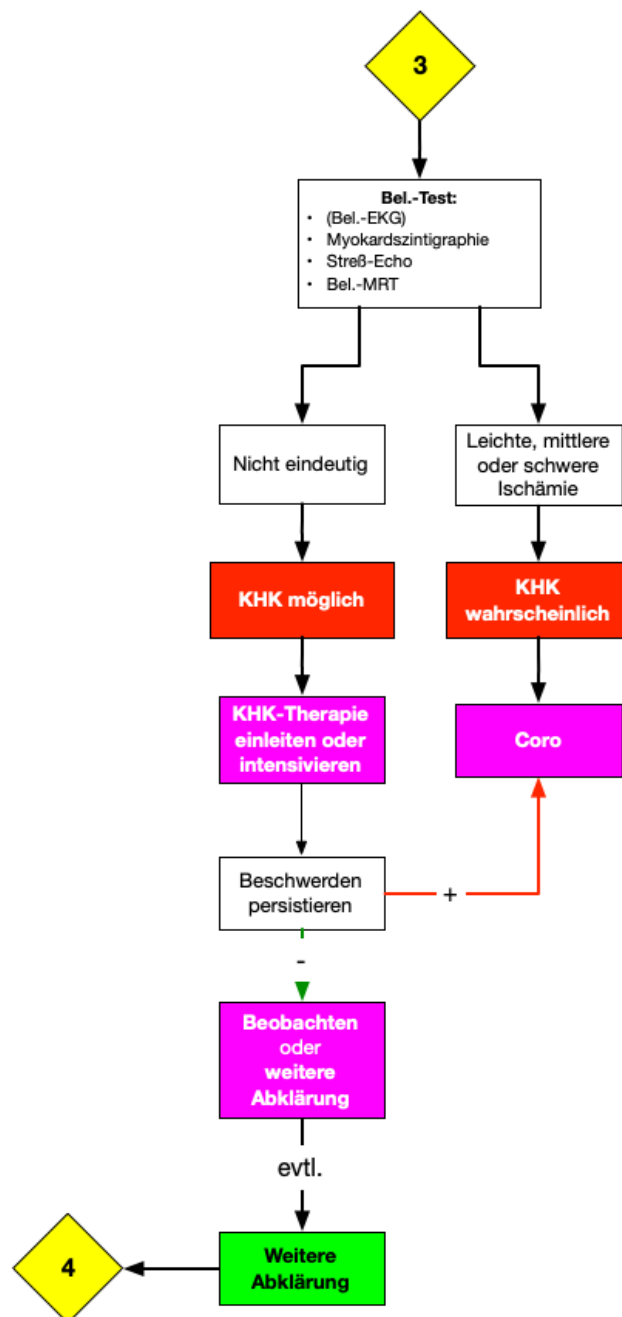 3
Bel.-Test:
• (Bel.-EKG)
• Myokardszintigraphie
• Streß-Echo
• Bel.-MRT
Nicht eindeutig
Leichte, mittlere
oder schwere
Ischämie
KHK möglich
KHK
wahrscheinlich
KHK-Therapie
einleiten oder
intensivieren
Coro
Beschwerden
persistieren
+
-
Beobachten
oder
weitere
Abklärung
evtl.
Weitere
Abklärung
4